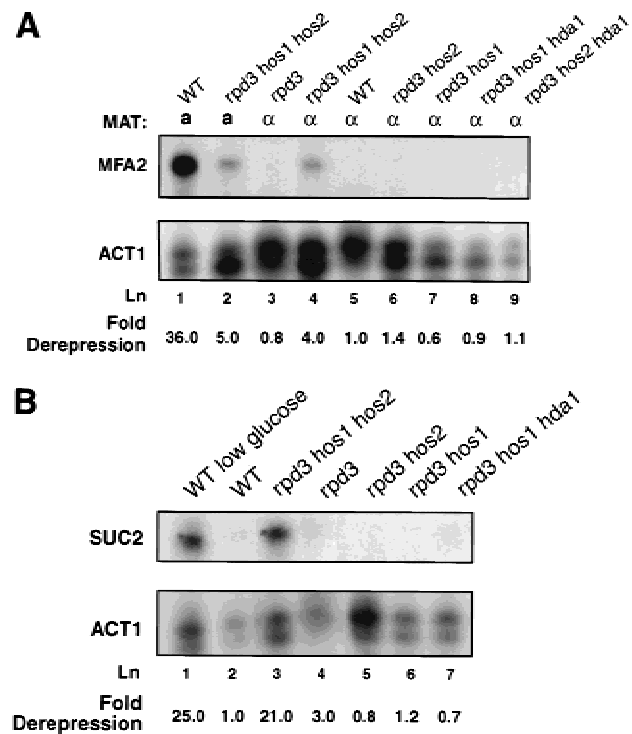 A
WT rpd3 hos1 hos2 rpd3 rpd3 hos1 hos2 WT rpd3 hos2 rpd3 hos1 rpd3 hos1 hda1 rpd3 hos2 hda1
MAT: a a α α α α α α α
MFA2
ACT1
Ln 1 2 3 4 5 6 7 8 9
Fold
Derepression 36.0 5.0 0.8 4.0 1.0 1.4 0.6 0.9 1.1
B
WT low glucose WT rpd3 hos1 hos2 rpd3 rpd3 hos2 rpd3 hos1 rpd3 hos1 hda1
SUC2
ACT1
Ln 1 2 3 4 5 6 7
Fold
Derepression 25.0 1.0 21.0 3.0 0.8 1.2 0.7